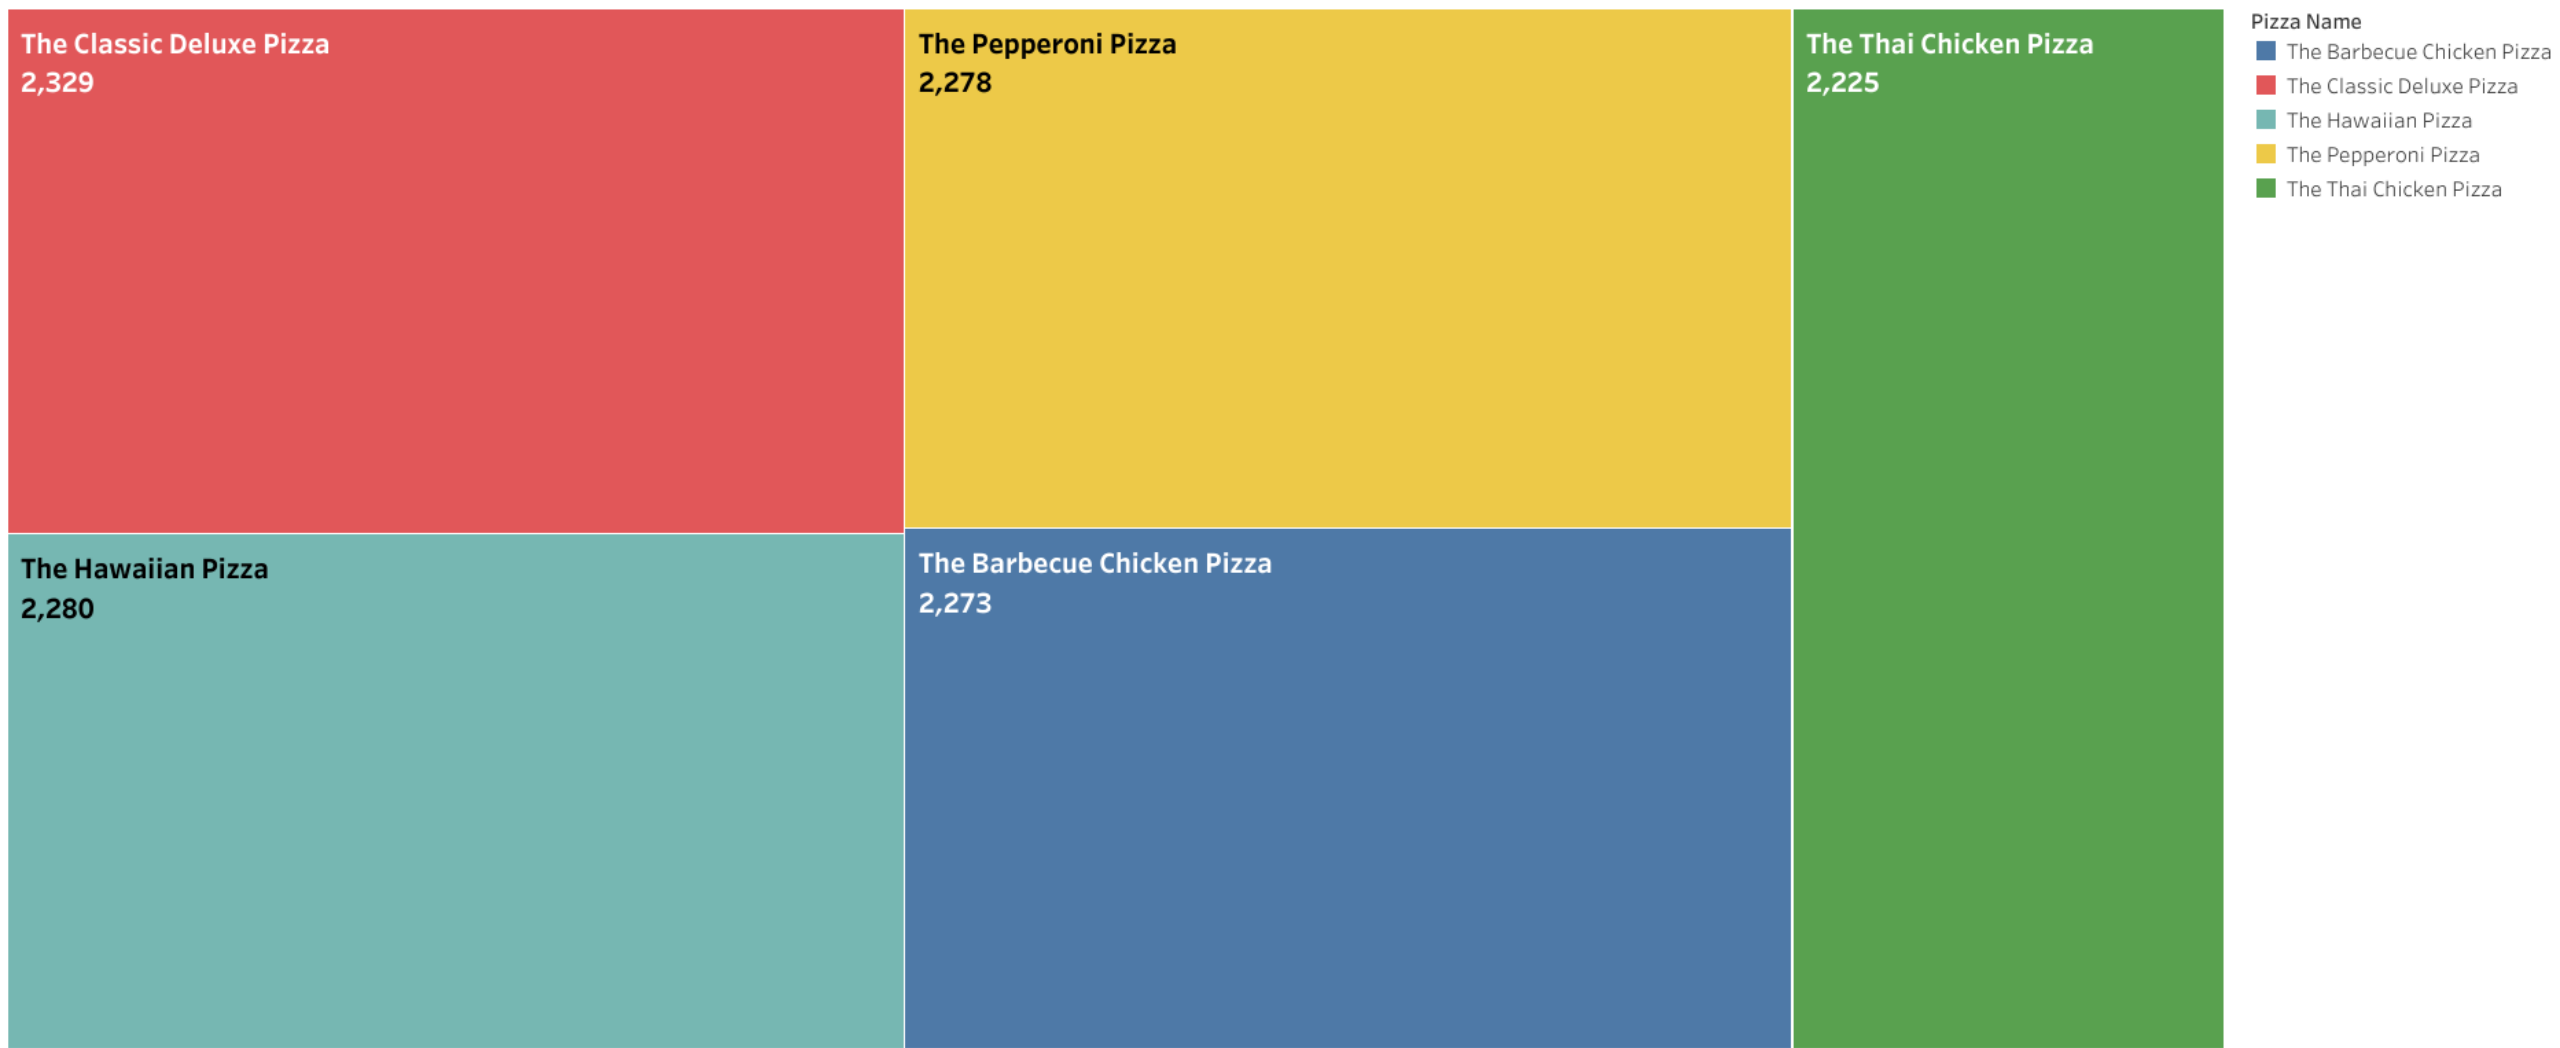 The Classic Deluxe Pizza
2,329
The Hawaiian Pizza
2,280
The Pepperoni Pizza
2,278
The Barbecue Chicken Pizza
2,273
The Thai Chicken Pizza
2,225
Pizza Name
The Barbecue Chicken Pizza
The Classic Deluxe Pizza
The Hawaiian Pizza
The Pepperoni Pizza
The Thai Chicken Pizza